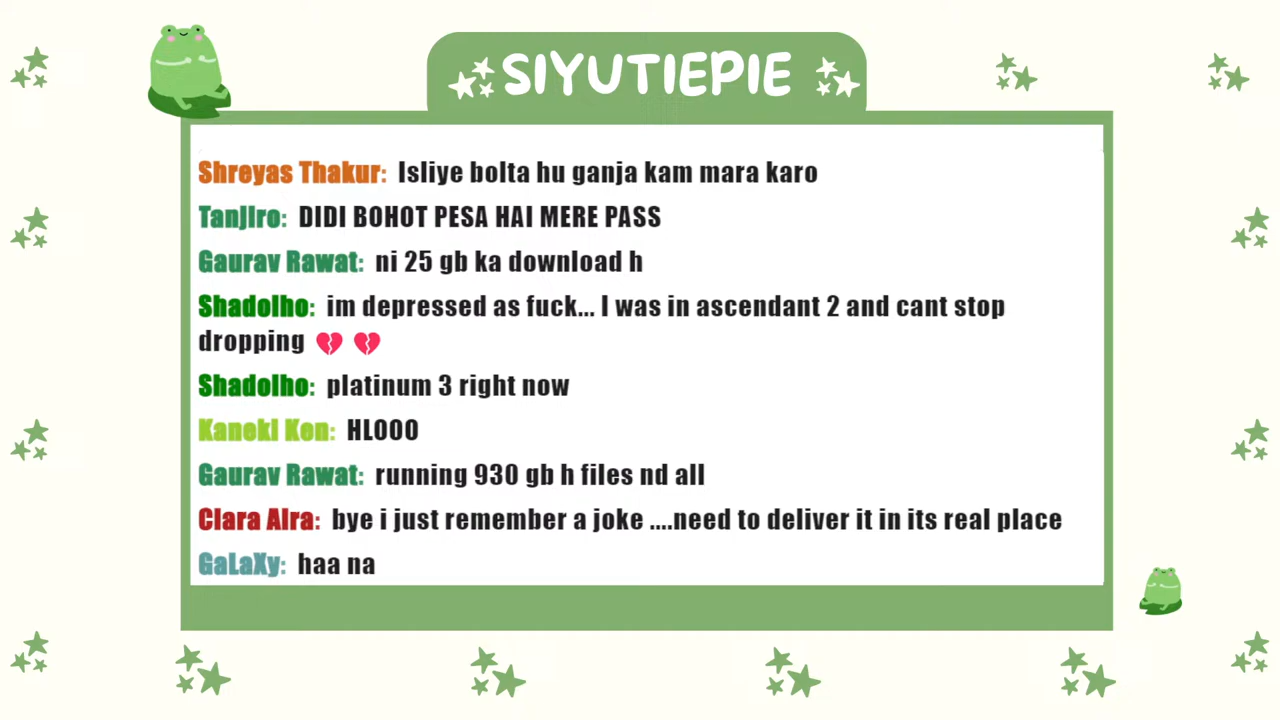 SIYUTIEPIE
Shreyas Thakur: Isliye bolta hu ganja kam mara karo
Tanjiro: DIDI BOHOT PESA HAI MERE PASS
Gaurav Rawat: ni 25 gb ka download h
Shadolho: im depressed as fuck... I was in ascendant 2 and cant stop
dropping 💔 💔
Shadolho: platinum 3 right now
Kaneki Ken: HLOOO
Gaurav Rawat: running 930 gb h files nd all
Clara AIra: bye i just remember a joke ....need to deliver it in its real place
GaLaXy: haa na